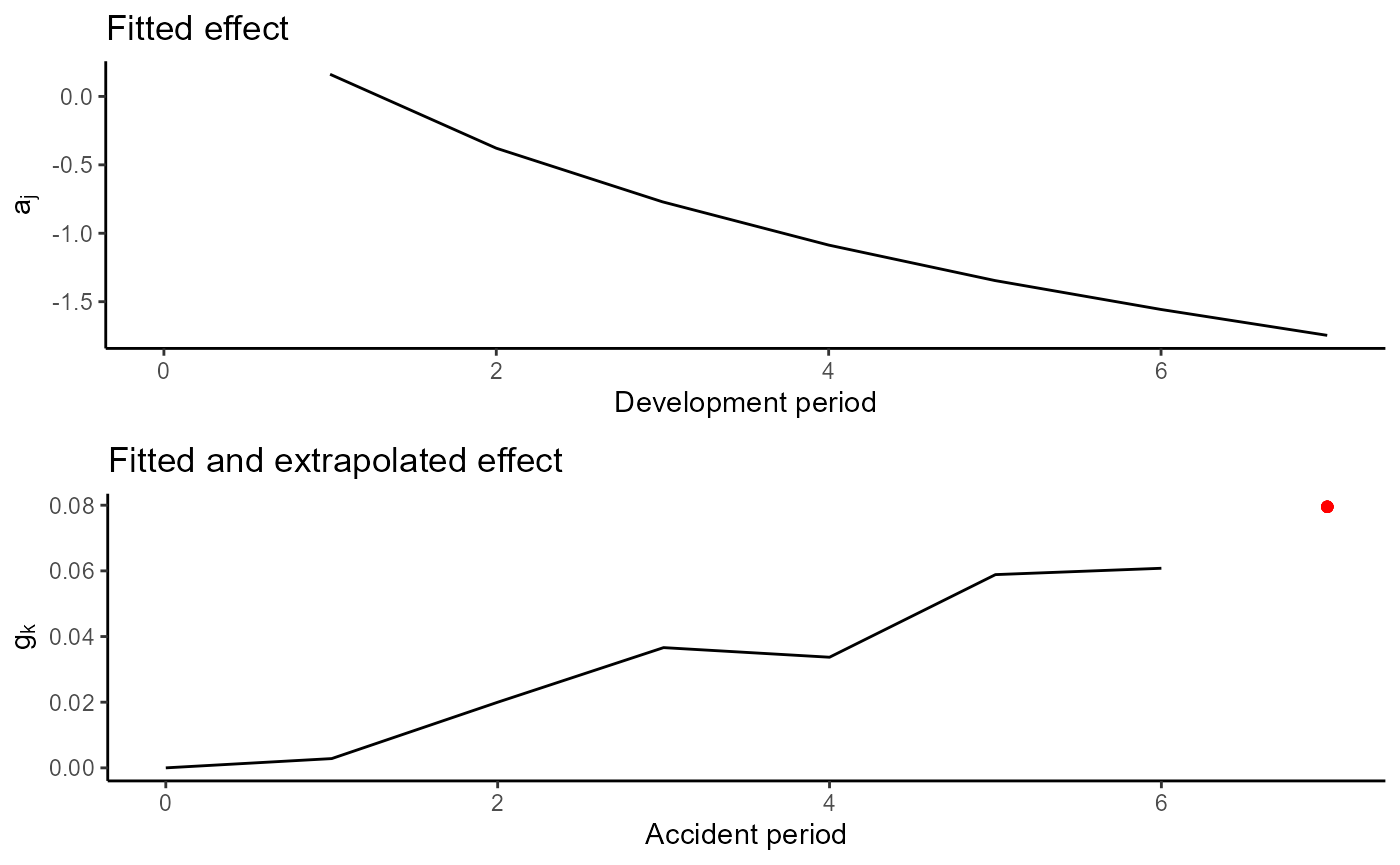 Fitted effect
0.0
-0.5
-1.0
-1.5
aj
0 2 4 6
Development period
Fitted and extrapolated effect
0.08
0.06
0.04
0.02
0.00
gk
0 2 4 6
Accident period